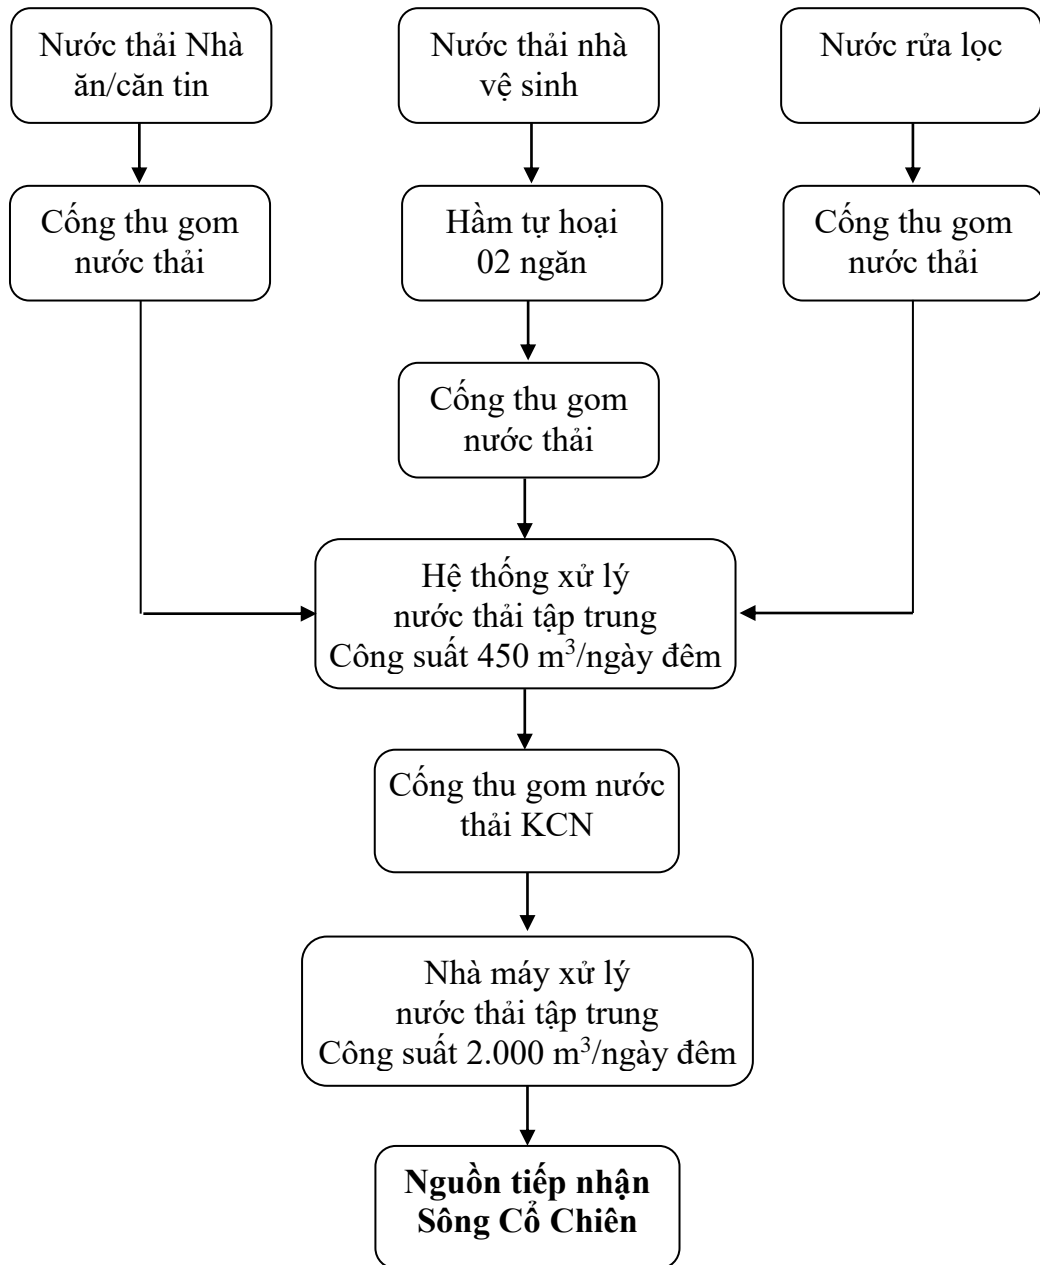 Nước thải Nhà
ăn/căn tin
Nước thải nhà
vệ sinh
Nước rửa lọc
Cống thu gom
nước thải
Hầm tự hoại
02 ngăn
Cống thu gom
nước thải
Cống thu gom
nước thải
Hệ thống xử lý
nước thải tập trung
Công suất 450 m³/ngày đêm
Cống thu gom nước
thải KCN
Nhà máy xử lý
nước thải tập trung
Công suất 2.000 m³/ngày đêm
Nguồn tiếp nhận
Sông Cổ Chiên